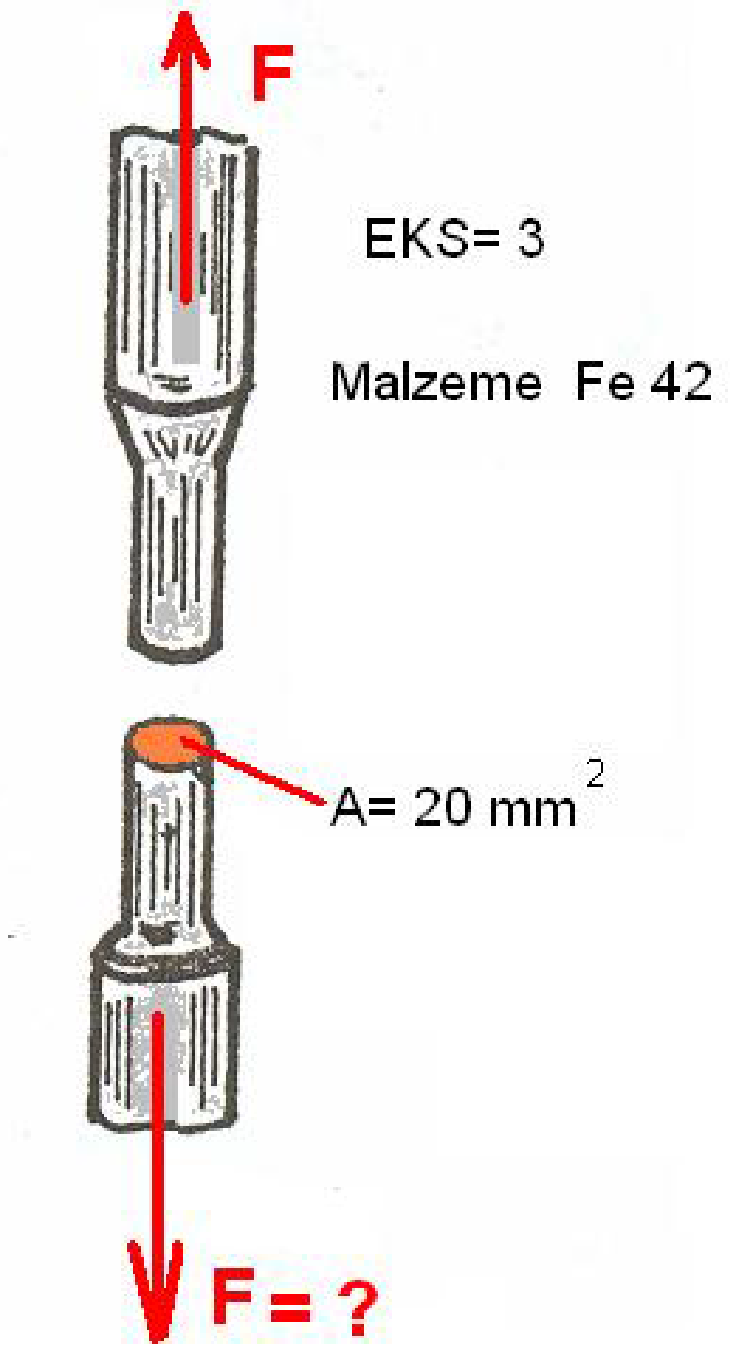 F
EKS= 3
Malzeme Fe 42
A= 20 mm²
F = ?